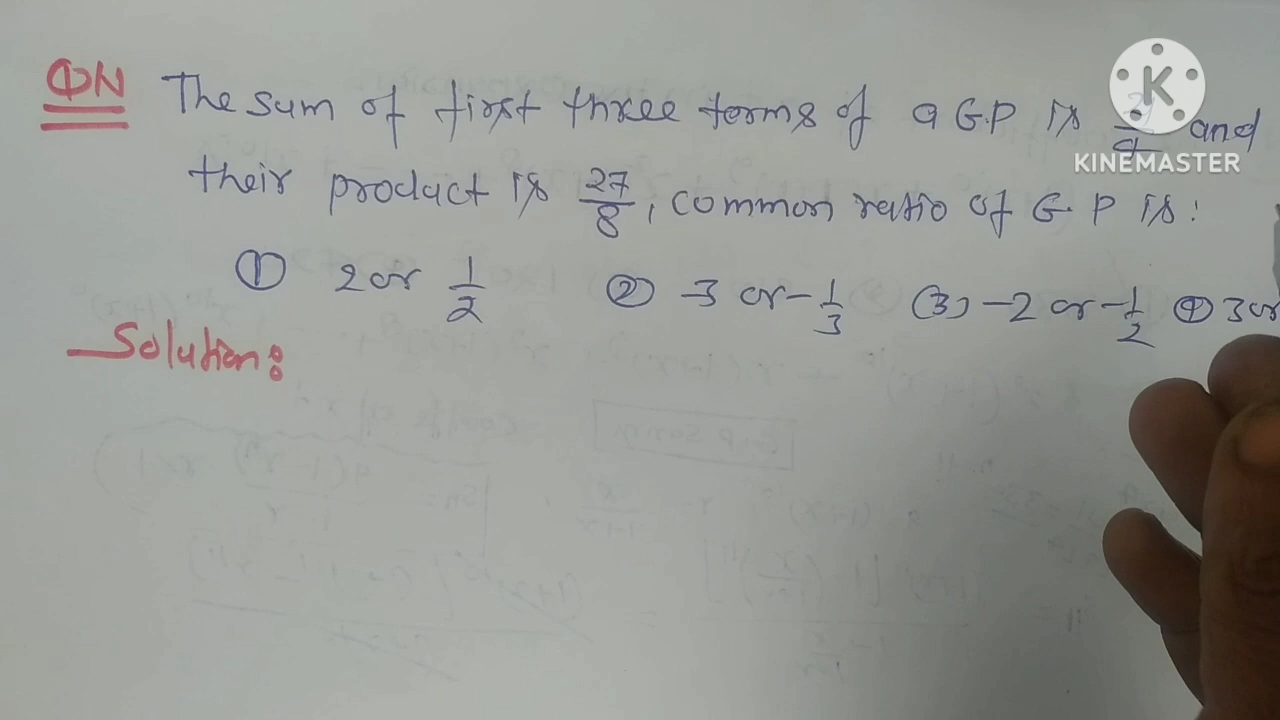 QN The sum of first three terms of a G.P is and
their product is 27/8, common ratio of G.P is:
① 2 or 1/2 ② -3 or -1/3 (3) -2 or -1/2 ④ 3 or
Solution:
K
KINEMASTER